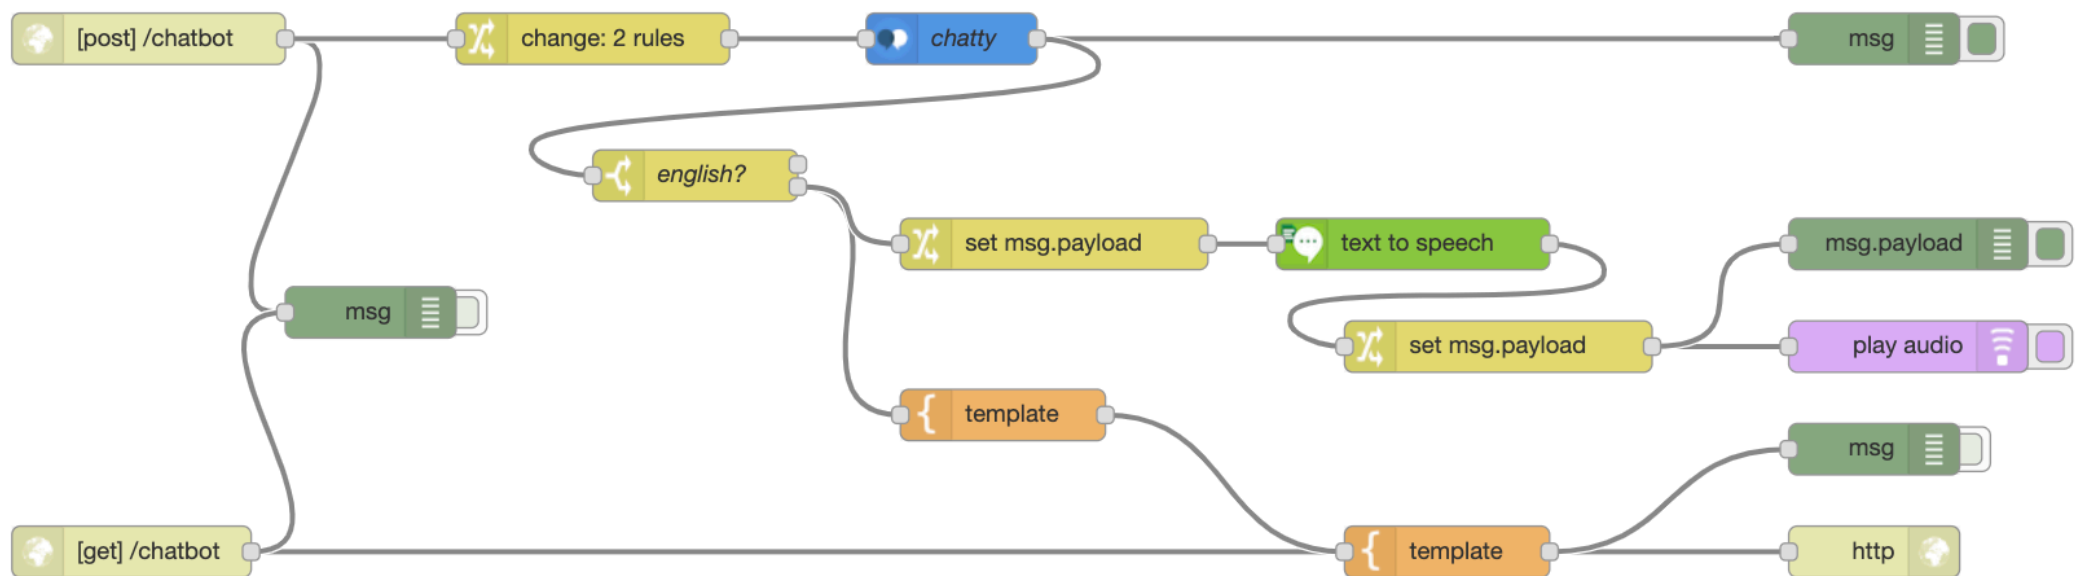 [post] /chatbot
change: 2 rules
chatty
msg
english?
set msg.payload
text to speech
msg.payload
msg
set msg.payload
play audio
template
msg
[get] /chatbot
template
http